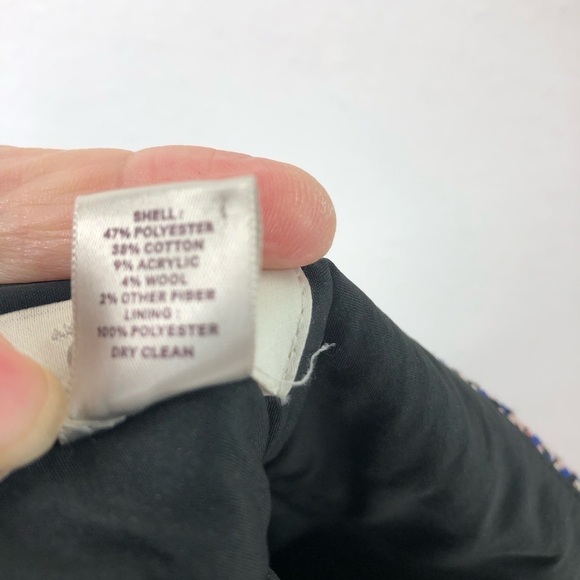 SHELL:
47% POLYESTER
38% COTTON
9% ACRYLIC
4% WOOL
2% OTHER FIBER
LINING:
100% POLYESTER
DRY CLEAN